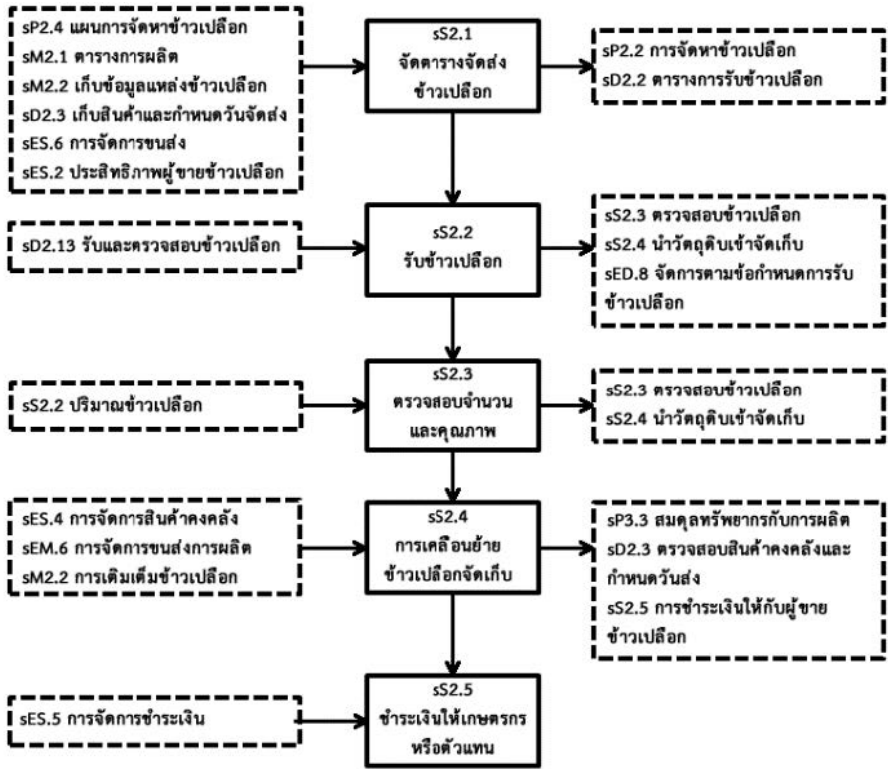 sP2.4 แผนการจัดหาข้าวเปลือก
sM2.1 ตารางการผลิต
sM2.2 เก็บข้อมูลแหล่งข้าวเปลือก
sD2.3 เก็บสินค้าและกำหนดวันจัดส่ง
sES.6 การจัดการขนส่ง
sES.2 ประสิทธิภาพผู้ขายข้าวเปลือก
sS2.1
จัดตารางจัดส่ง
ข้าวเปลือก
sP2.2 การจัดหาข้าวเปลือก
sD2.2 ตารางการรับข้าวเปลือก
sD2.13 รับและตรวจสอบข้าวเปลือก
sS2.2
รับข้าวเปลือก
sS2.3 ตรวจสอบข้าวเปลือก
sS2.4 นำวัตถุดิบเข้าจัดเก็บ
sED.8 จัดการตามข้อกำหนดการรับ
ข้าวเปลือก
sS2.2 ปริมาณข้าวเปลือก
sS2.3
ตรวจสอบจำนวน
และคุณภาพ
sS2.3 ตรวจสอบข้าวเปลือก
sS2.4 นำวัตถุดิบเข้าจัดเก็บ
sES.4 การจัดการสินค้าคงคลัง
sEM.6 การจัดการขนส่งการผลิต
sM2.2 การเติมเต็มข้าวเปลือก
sS2.4
การเคลื่อนย้าย
ข้าวเปลือกจัดเก็บ
sP3.3 สมดุลทรัพยากรกับการผลิต
sD2.3 ตรวจสอบสินค้าคงคลังและ
กำหนดวันส่ง
sS2.5 การชำระเงินให้กับผู้ขาย
ข้าวเปลือก
sES.5 การจัดการชำระเงิน
sS2.5
ชำระเงินให้เกษตรกร
หรือตัวแทน